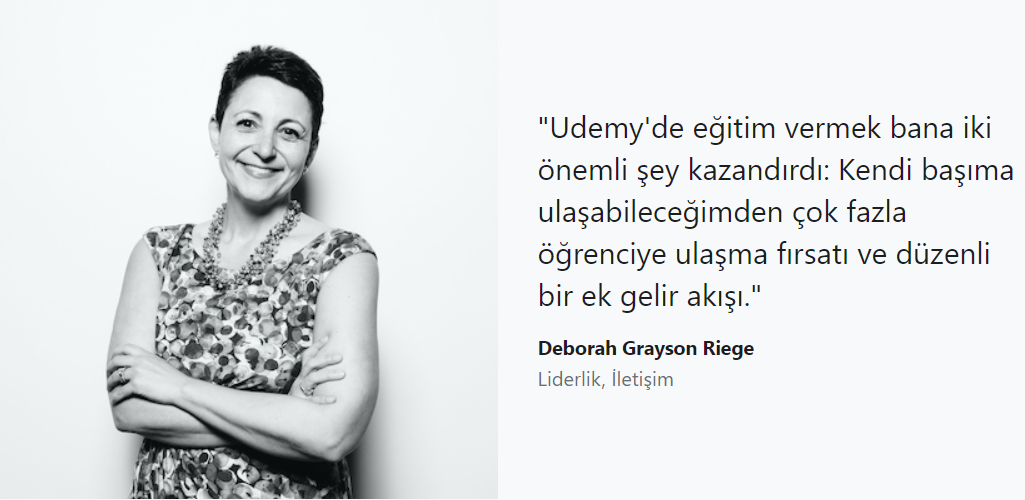 "Udemy'de eğitim vermek bana iki
önemli şey kazandırdı: Kendi başıma
ulaşabileceğimden çok fazla
öğrenciye ulaşma fırsatı ve düzenli
bir ek gelir akışı."
Deborah Grayson Riege
Liderlik, İletişim